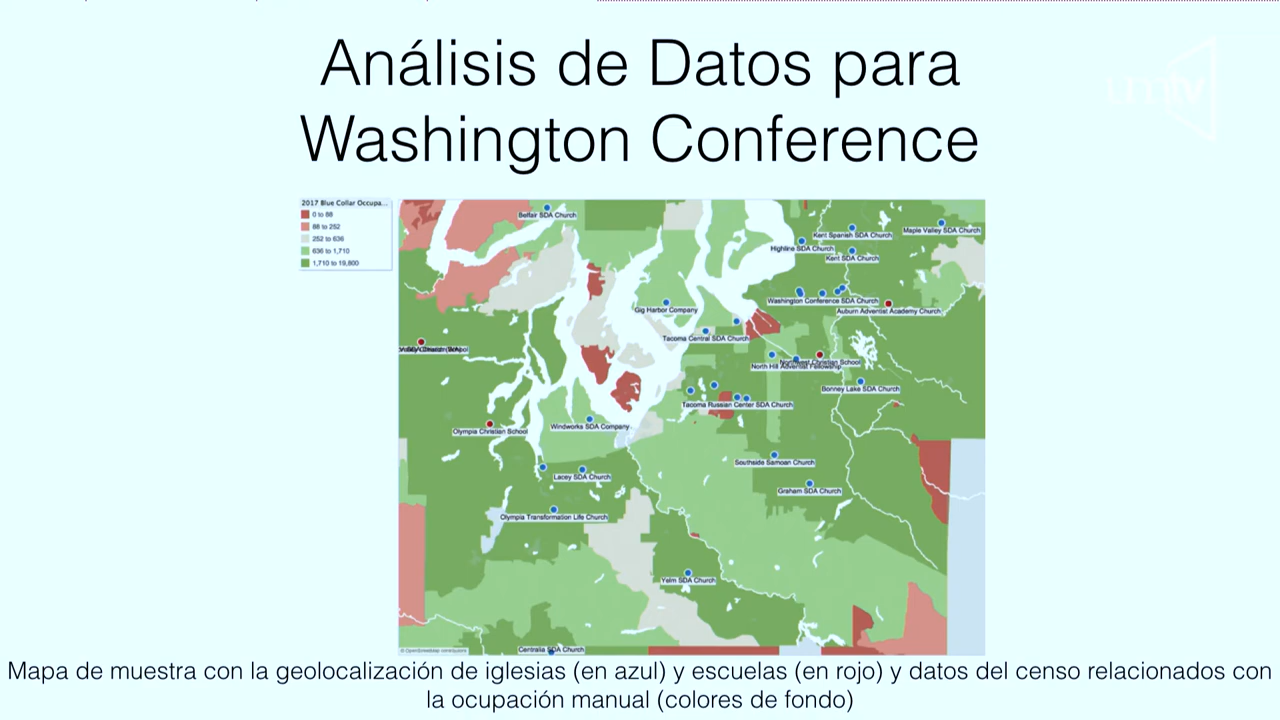 Análisis de Datos para
Washington Conference
umtv
2017 Blue Collar Occupa...
0 to 88
88 to 252
252 to 636
636 to 1,710
1,710 to 19,800
Belfair SDA Church
Kent Spanish SDA Church
Maple Valley SDA Church
Highline SDA Church
Kent SDA Church
Washington Conference SDA Church
Gig Harbor Company
Auburn Adventist Academy Church
Tacoma Central SDA Church
Northwest Christian School
North Hill Adventist Fellowship
Bonney Lake SDA Church
Tacoma Russian Center SDA Church
Olympia Christian School
Windworks SDA Company
Southside Samoan Church
Lacey SDA Church
Graham SDA Church
Olympia Transformation Life Church
Yelm SDA Church
Centralia SDA Church
© OpenStreetMap contributors
Mapa de muestra con la geolocalización de iglesias (en azul) y escuelas (en rojo) y datos del censo relacionados con
la ocupación manual (colores de fondo)